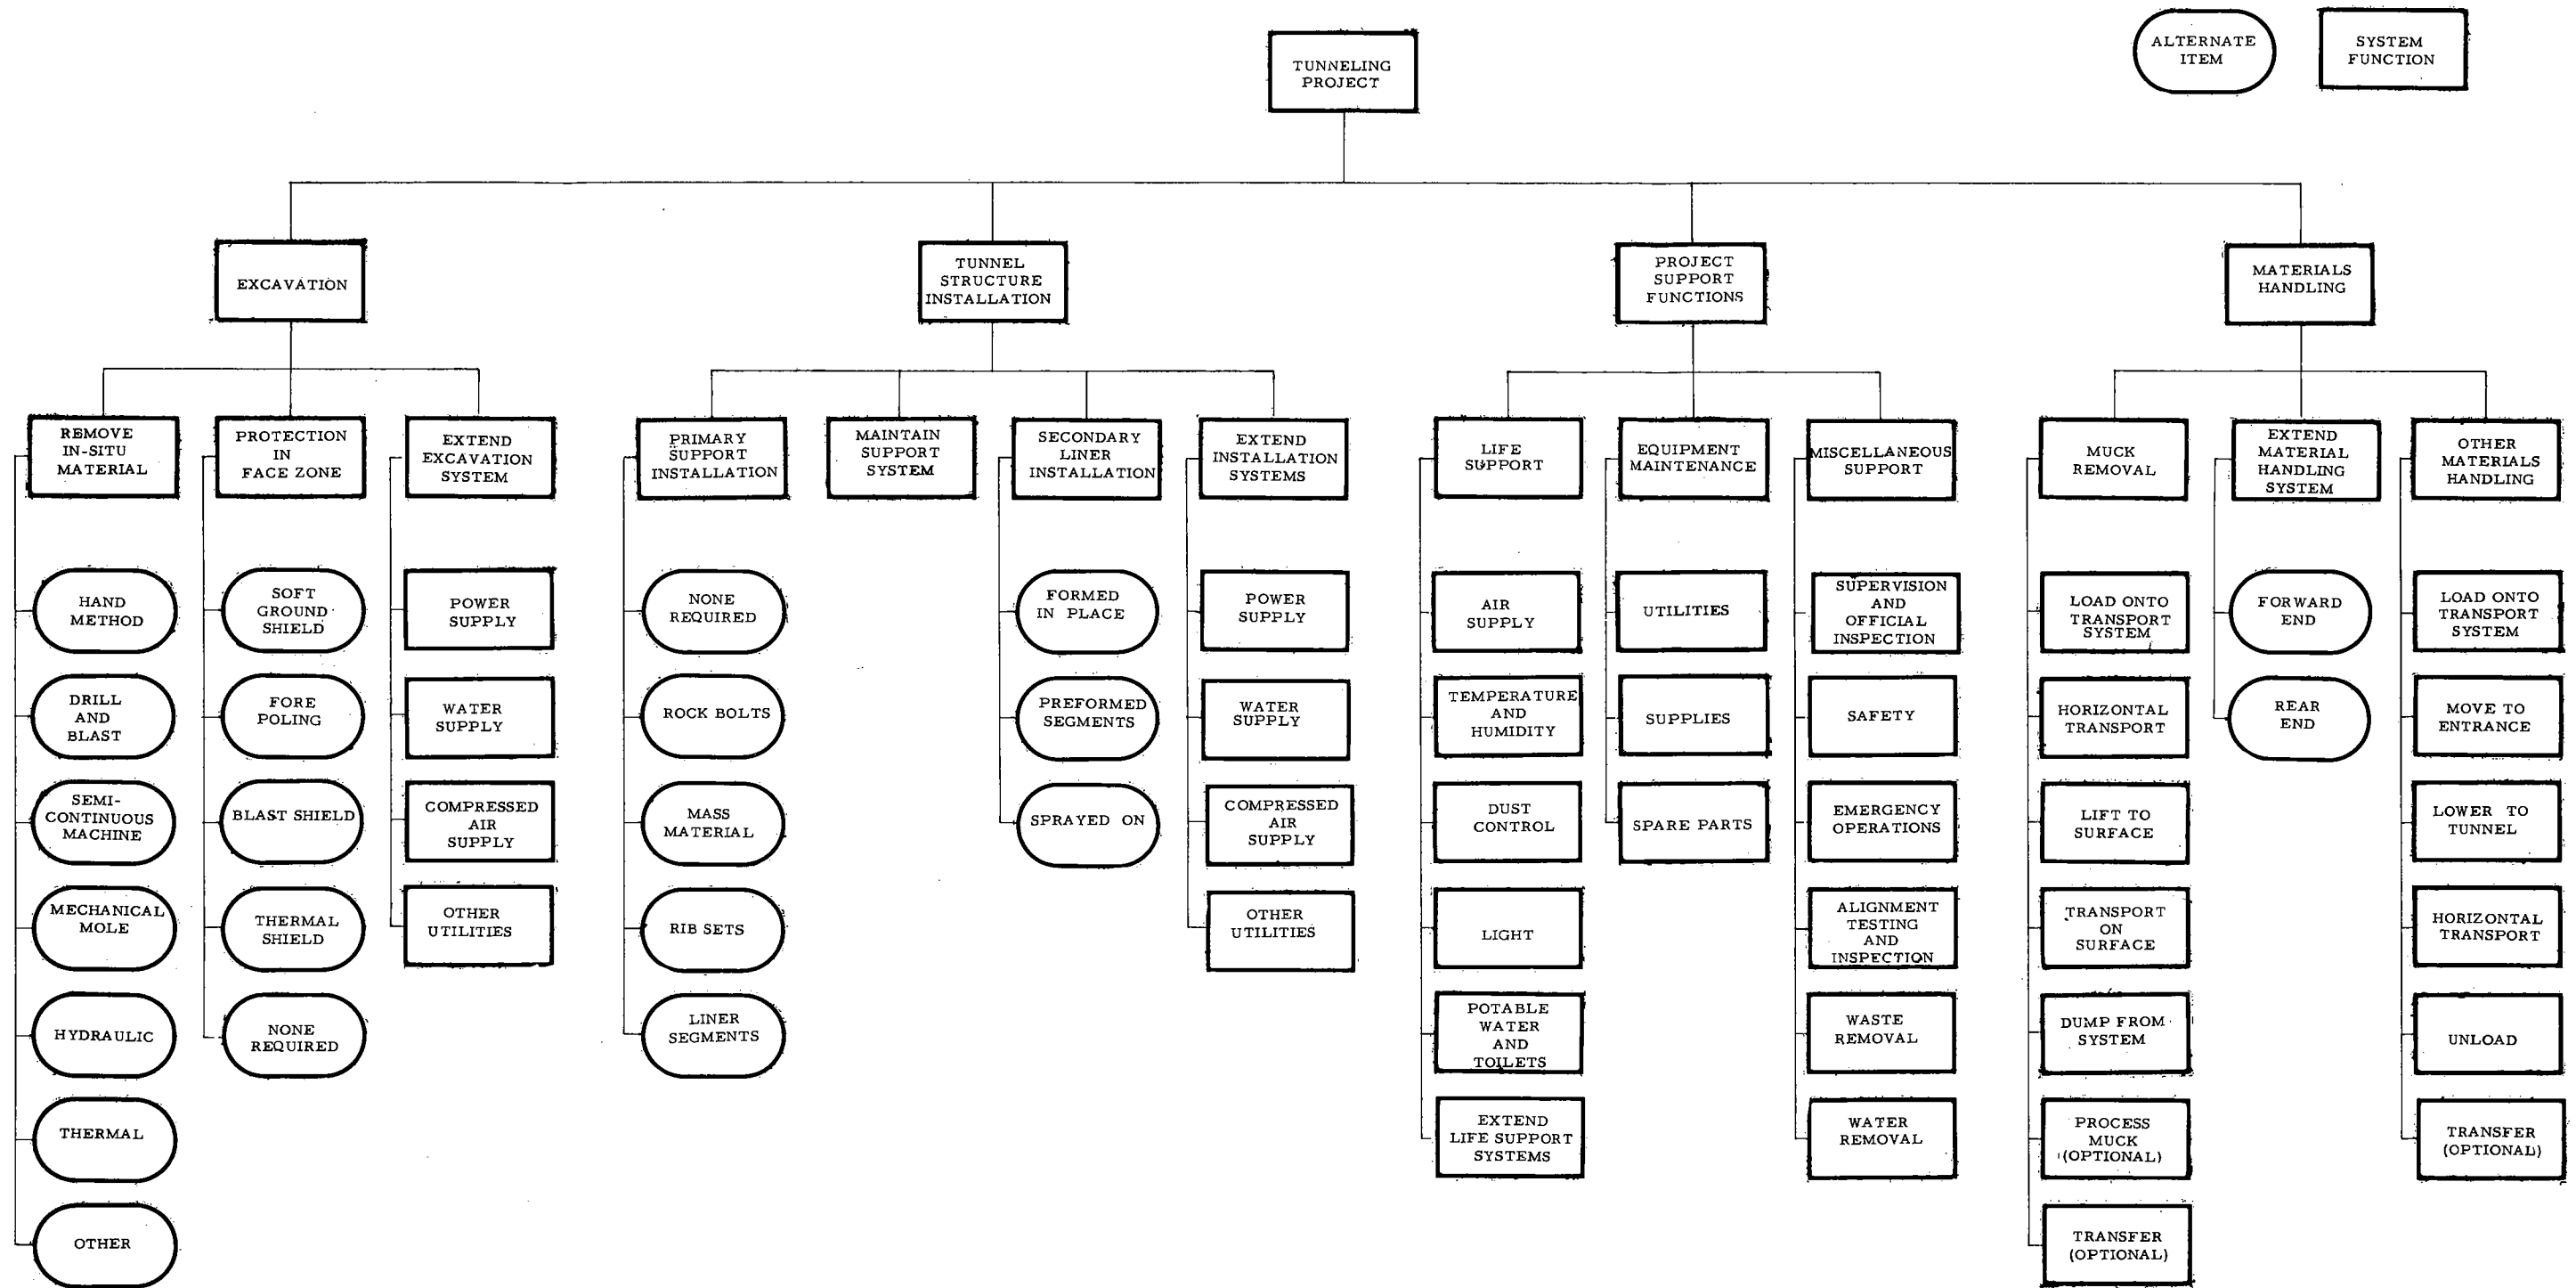 ALTERNATE
ITEM
SYSTEM
FUNCTION
TUNNELING
PROJECT
EXCAVATION
TUNNEL
STRUCTURE
INSTALLATION
PROJECT
SUPPORT
FUNCTIONS
MATERIALS
HANDLING
REMOVE
IN-SITU
MATERIAL
HAND
METHOD
DRILL
AND
BLAST
SEMI-
CONTINUOUS
MACHINE
MECHANICAL
MOLE
HYDRAULIC
THERMAL
OTHER
PROTECTION
IN
FACE ZONE
SOFT
GROUND
SHIELD
FORE
POLING
BLAST SHIELD
THERMAL
SHIELD
NONE
REQUIRED
EXTEND
EXCAVATION
SYSTEM
POWER
SUPPLY
WATER
SUPPLY
COMPRESSED
AIR
SUPPLY
OTHER
UTILITIES
PRIMARY
SUPPORT
INSTALLATION
NONE
REQUIRED
ROCK BOLTS
MASS
MATERIAL
RIB SETS
LINER
SEGMENTS
MAINTAIN
SUPPORT
SYSTEM
SECONDARY
LINER
INSTALLATION
FORMED
IN PLACE
PREFORMED
SEGMENTS
SPRAYED ON
EXTEND
INSTALLATION
SYSTEMS
POWER
SUPPLY
WATER
SUPPLY
COMPRESSED
AIR
SUPPLY
OTHER
UTILITIES
LIFE
SUPPORT
AIR
SUPPLY
TEMPERATURE
AND
HUMIDITY
DUST
CONTROL
LIGHT
POTABLE
WATER
AND
TOILETS
EXTEND
LIFE SUPPORT
SYSTEMS
EQUIPMENT
MAINTENANCE
UTILITIES
SUPPLIES
SPARE PARTS
MISCELLANEOUS
SUPPORT
SUPERVISION
AND
OFFICIAL
INSPECTION
SAFETY
EMERGENCY
OPERATIONS
ALIGNMENT
TESTING
AND
INSPECTION
WASTE
REMOVAL
WATER
REMOVAL
MUCK
REMOVAL
LOAD ONTO
TRANSPORT
SYSTEM
HORIZONTAL
TRANSPORT
LIFT TO
SURFACE
TRANSPORT
ON
SURFACE
DUMP FROM
SYSTEM
PROCESS
MUCK
(OPTIONAL)
TRANSFER
(OPTIONAL)
EXTEND
MATERIAL
HANDLING
SYSTEM
FORWARD
END
REAR
END
OTHER
MATERIALS
HANDLING
LOAD ONTO
TRANSPORT
SYSTEM
MOVE TO
ENTRANCE
LOWER TO
TUNNEL
HORIZONTAL
TRANSPORT
UNLOAD
TRANSFER
(OPTIONAL)